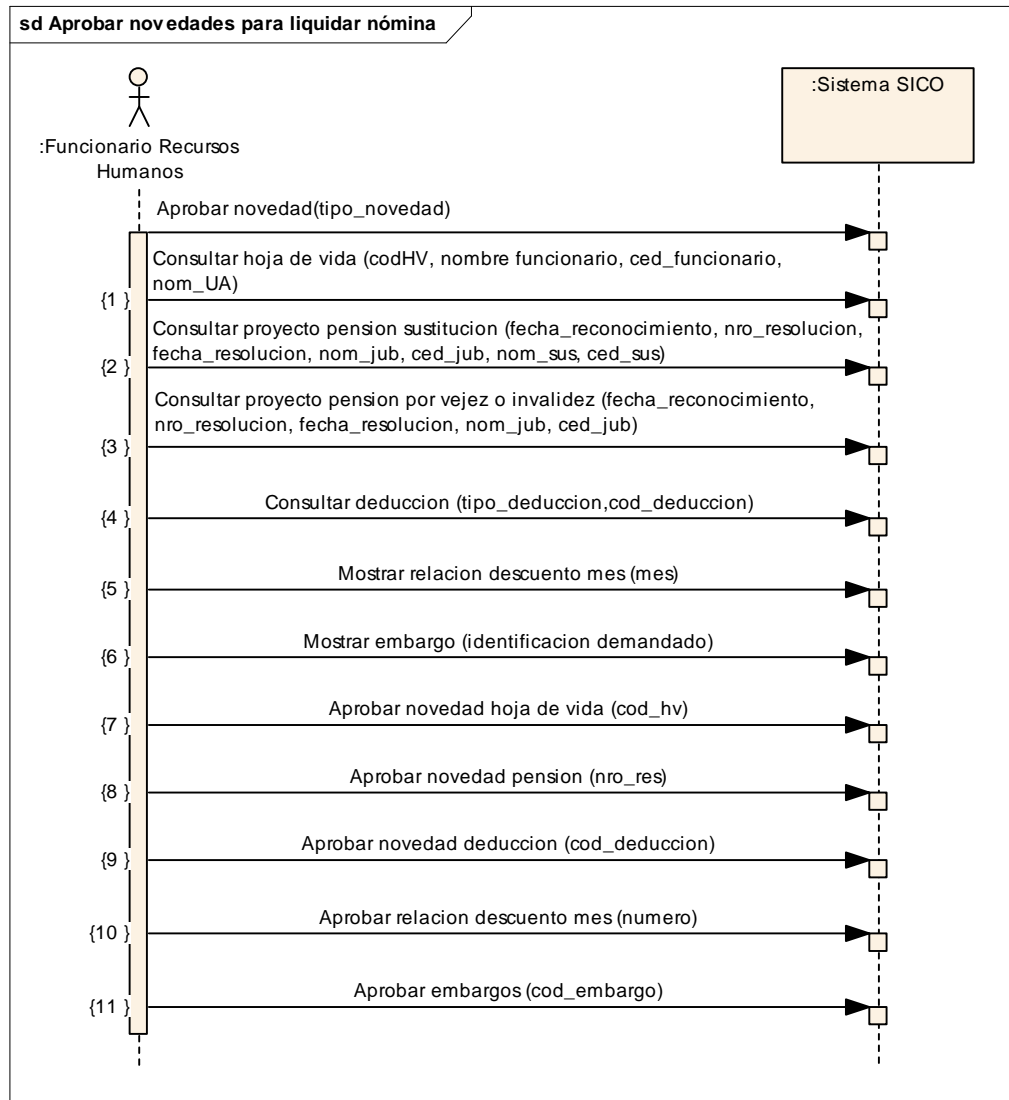 sd Aprobar novedades para liquidar nómina
:Funcionario Recursos
Humanos
:Sistema SICO
Aprobar novedad(tipo_novedad)
Consultar hoja de vida (codHV, nombre funcionario, ced_funcionario,
nom_UA)
{1 }
Consultar proyecto pension sustitucion (fecha_reconocimiento, nro_resolucion,
fecha_resolucion, nom_jub, ced_jub, nom_sus, ced_sus)
{2 }
Consultar proyecto pension por vejez o invalidez (fecha_reconocimiento,
nro_resolucion, fecha_resolucion, nom_jub, ced_jub)
{3 }
Consultar deduccion (tipo_deduccion,cod_deduccion)
{4 }
Mostrar relacion descuento mes (mes)
{5 }
Mostrar embargo (identificacion demandado)
{6 }
Aprobar novedad hoja de vida (cod_hv)
{7 }
Aprobar novedad pension (nro_res)
{8 }
Aprobar novedad deduccion (cod_deduccion)
{9 }
Aprobar relacion descuento mes (numero)
{10 }
Aprobar embargos (cod_embargo)
{11 }